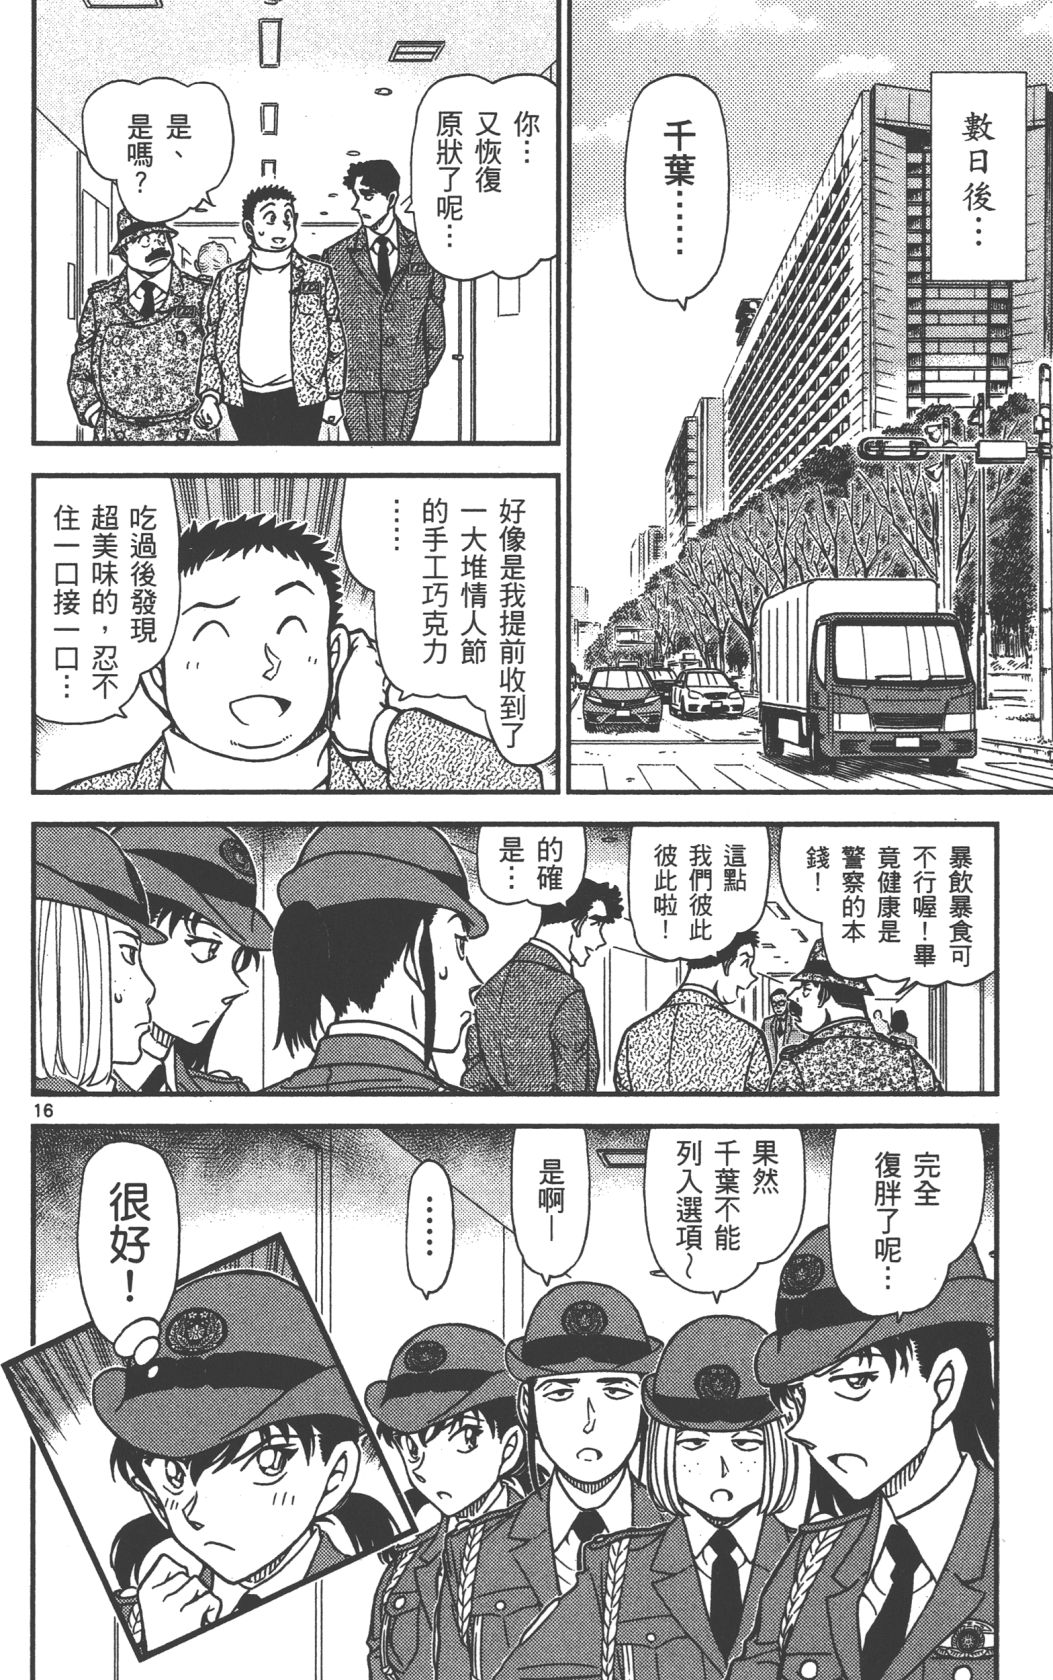 數日後…
千葉……
你…
又恢復
原狀了呢…
是、
是嗎？
好像是我提前收到了
一大堆情人節
的手工巧克力
……
吃過後發現
超美味的，忍不
住一口接一口…
暴飲暴食可
不行喔！畢
竟健康是
警察的本
錢！
這點
我們彼此
彼此啦！
的確
是…
16
完全
復胖了呢…
果然
千葉不能
列入選項～
是啊—
……
很好！